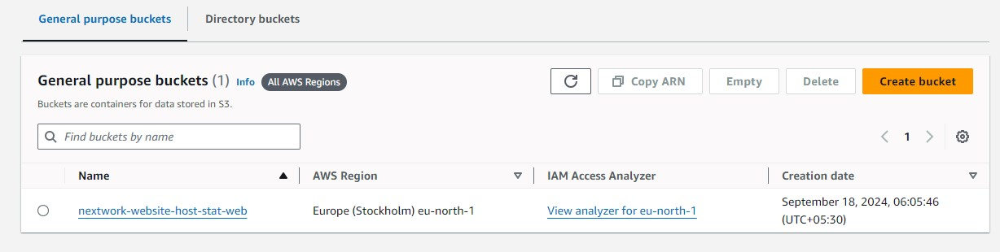 General purpose buckets Directory buckets
General purpose buckets (1) Info All AWS Regions Copy ARN Empty Delete Create bucket
Buckets are containers for data stored in S3.
Find buckets by name 1
Name AWS Region IAM Access Analyzer Creation date
nextwork-website-host-stat-web Europe (Stockholm) eu-north-1 View analyzer for eu-north-1 September 18, 2024, 06:05:46
(UTC+05:30)